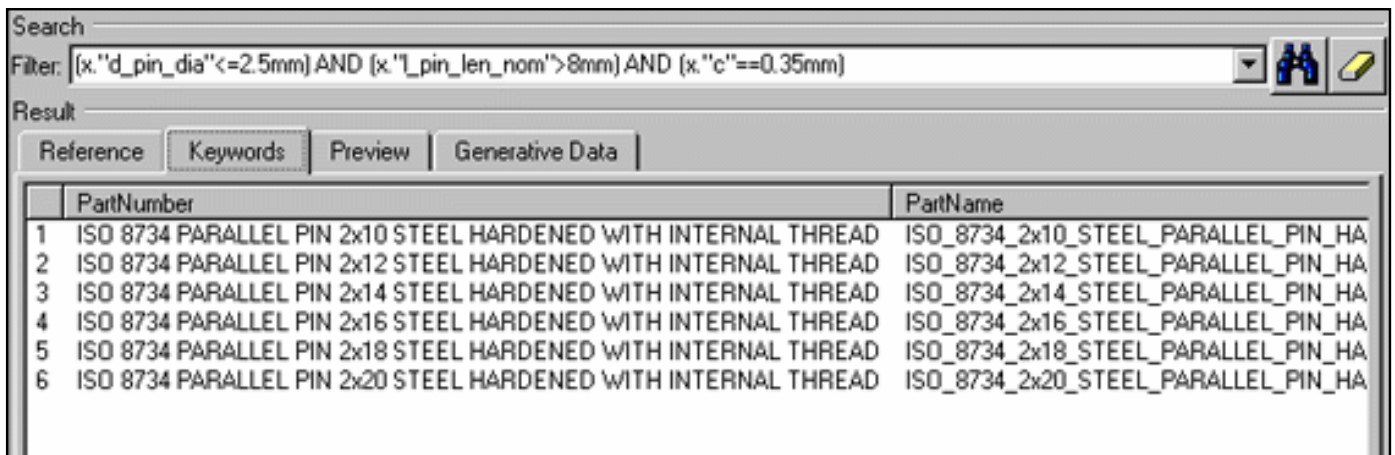 Search
Filter: (x."d_pin_dia"<=2.5mm) AND (x."l_pin_len_nom">8mm) AND (x."c"==0.35mm)
Result
Reference Keywords Preview Generative Data
PartNumber PartName
1 ISO 8734 PARALLEL PIN 2x10 STEEL HARDENED WITH INTERNAL THREAD ISO_8734_2x10_STEEL_PARALLEL_PIN_HA
2 ISO 8734 PARALLEL PIN 2x12 STEEL HARDENED WITH INTERNAL THREAD ISO_8734_2x12_STEEL_PARALLEL_PIN_HA
3 ISO 8734 PARALLEL PIN 2x14 STEEL HARDENED WITH INTERNAL THREAD ISO_8734_2x14_STEEL_PARALLEL_PIN_HA
4 ISO 8734 PARALLEL PIN 2x16 STEEL HARDENED WITH INTERNAL THREAD ISO_8734_2x16_STEEL_PARALLEL_PIN_HA
5 ISO 8734 PARALLEL PIN 2x18 STEEL HARDENED WITH INTERNAL THREAD ISO_8734_2x18_STEEL_PARALLEL_PIN_HA
6 ISO 8734 PARALLEL PIN 2x20 STEEL HARDENED WITH INTERNAL THREAD ISO_8734_2x20_STEEL_PARALLEL_PIN_HA